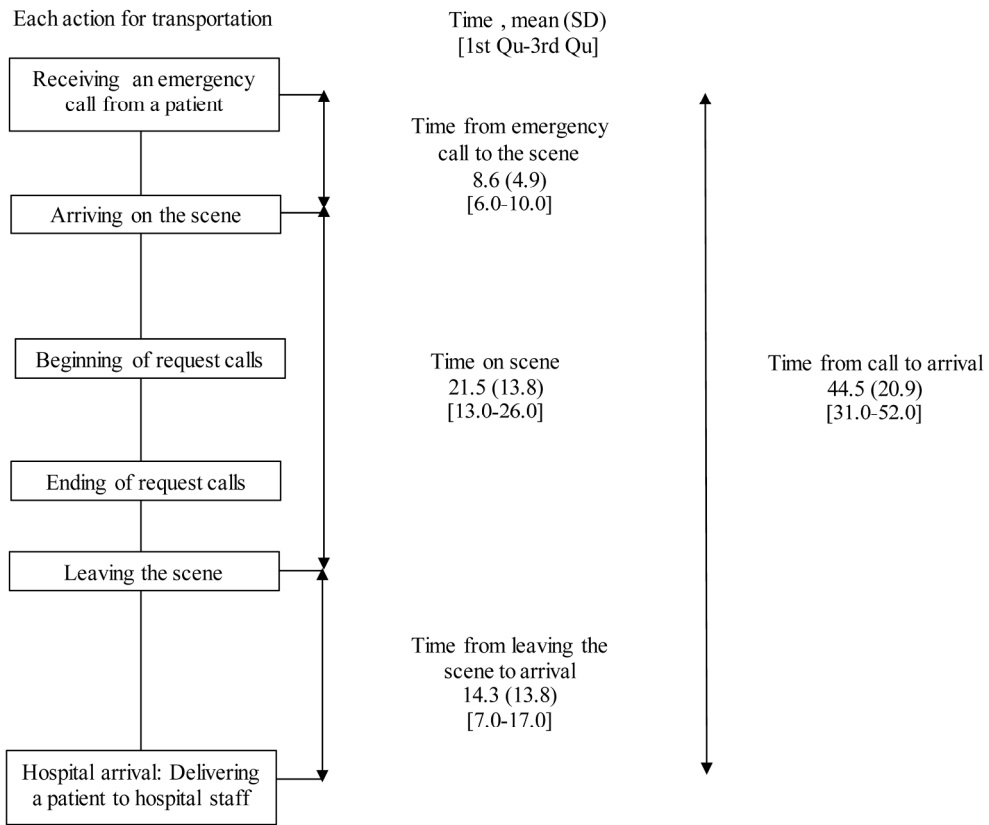 Each action for transportation
Time , mean (SD)
[1st Qu-3rd Qu]
Receiving an emergency
call from a patient
Time from emergency
call to the scene
8.6 (4.9)
[6.0-10.0]
Arriving on the scene
Beginning of request calls
Time on scene
21.5 (13.8)
[13.0-26.0]
Time from call to arrival
44.5 (20.9)
[31.0-52.0]
Ending of request calls
Leaving the scene
Time from leaving the
scene to arrival
14.3 (13.8)
[7.0-17.0]
Hospital arrival: Delivering
a patient to hospital staff